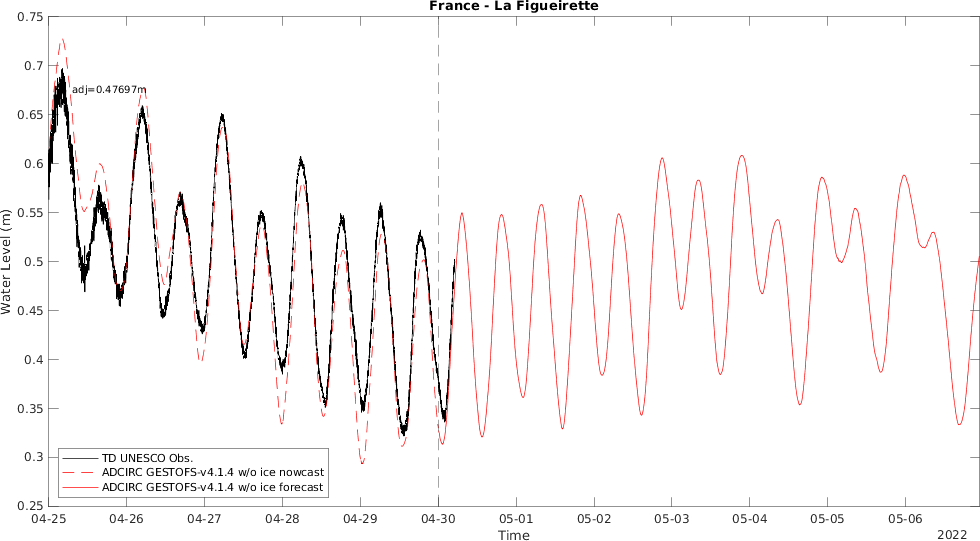 France - La Figueirette
0.75
0.7
0.65
0.6
0.55
0.5
0.45
0.4
0.35
0.3
0.25
Water Level (m)
adj=0.47697m
TD UNESCO Obs.
ADCIRC GESTOFS-v4.1.4 w/o ice nowcast
ADCIRC GESTOFS-v4.1.4 w/o ice forecast
04-25 04-26 04-27 04-28 04-29 04-30 05-01 05-02 05-03 05-04 05-05 05-06
Time
2022